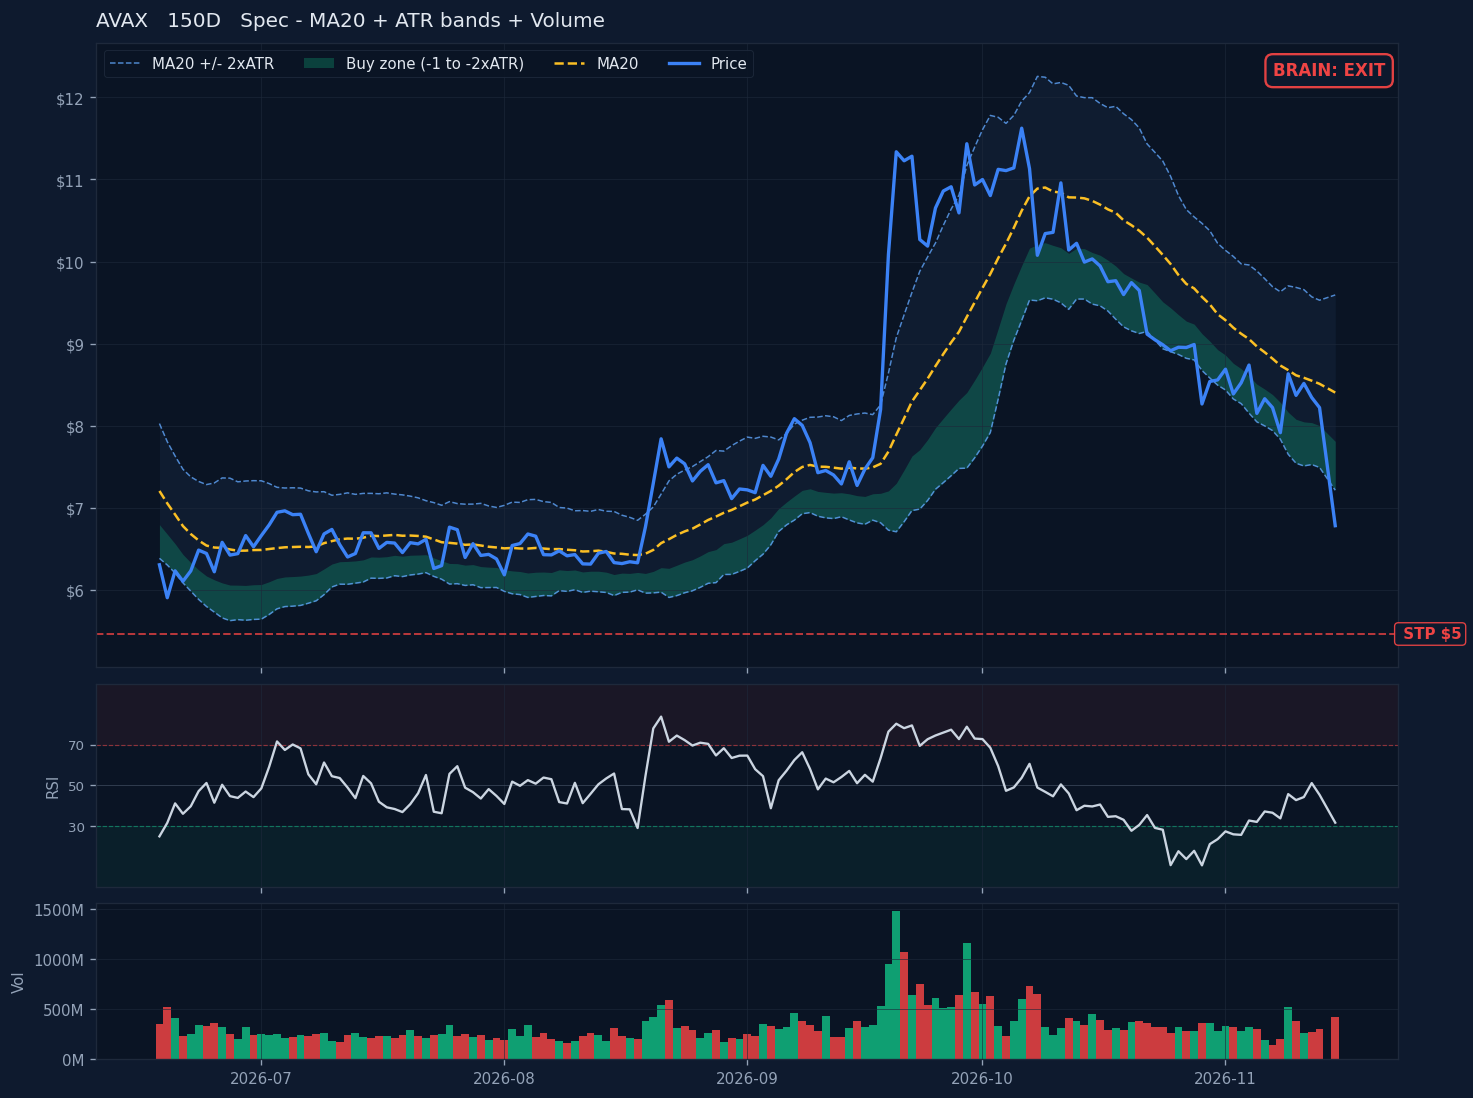 AVAX   150D   Spec - MA20 + ATR bands + Volume
MA20 +/- 2xATR   Buy zone (-1 to -2xATR)   MA20   Price
BRAIN: EXIT
$12
$11
$10
$9
$8
$7
$6
STP $5
70
50
30
RSI
1500M
1000M
500M
0M
Vol
2026-07   2026-08   2026-09   2026-10   2026-11